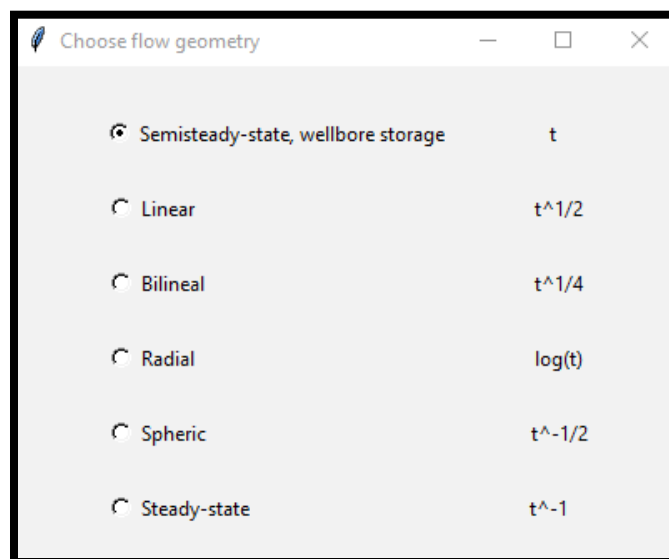 Choose flow geometry
Semisteady-state, wellbore storage t
Linear t^1/2
Bilineal t^1/4
Radial log(t)
Spheric t^-1/2
Steady-state t^-1